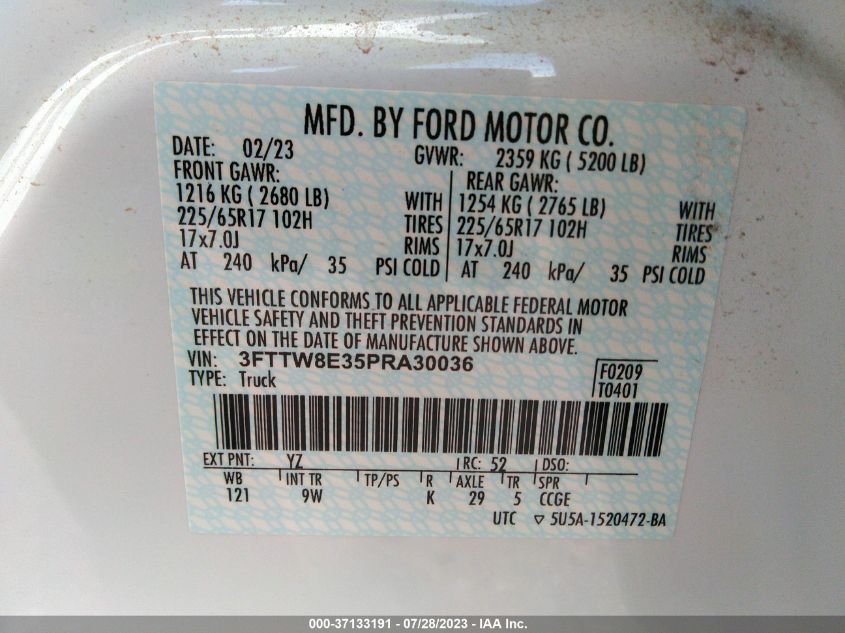 MFD. BY FORD MOTOR CO.
DATE: 02/23 GVWR: 2359 KG ( 5200 LB)
FRONT GAWR: REAR GAWR:
1216 KG ( 2680 LB) WITH 1254 KG ( 2765 LB) WITH
225/65R17 102H TIRES 225/65R17 102H TIRES
17x7.0J RIMS 17x7.0J RIMS
AT 240 kPa/ 35 PSI COLD AT 240 kPa/ 35 PSI COLD
THIS VEHICLE CONFORMS TO ALL APPLICABLE FEDERAL MOTOR
VEHICLE SAFETY AND THEFT PREVENTION STANDARDS IN
EFFECT ON THE DATE OF MANUFACTURE SHOWN ABOVE.
VIN: 3FTTW8E35PRA30036 F0209
TYPE: Truck T0401
EXT PNT: YZ RC: 52 DSO:
WB INT TR TP/PS R AXLE TR SPR
121 9W K 29 5 CCGE
UTC ▽ 5U5A-1520472-BA
000-37133191 - 07/28/2023 - IAA Inc.